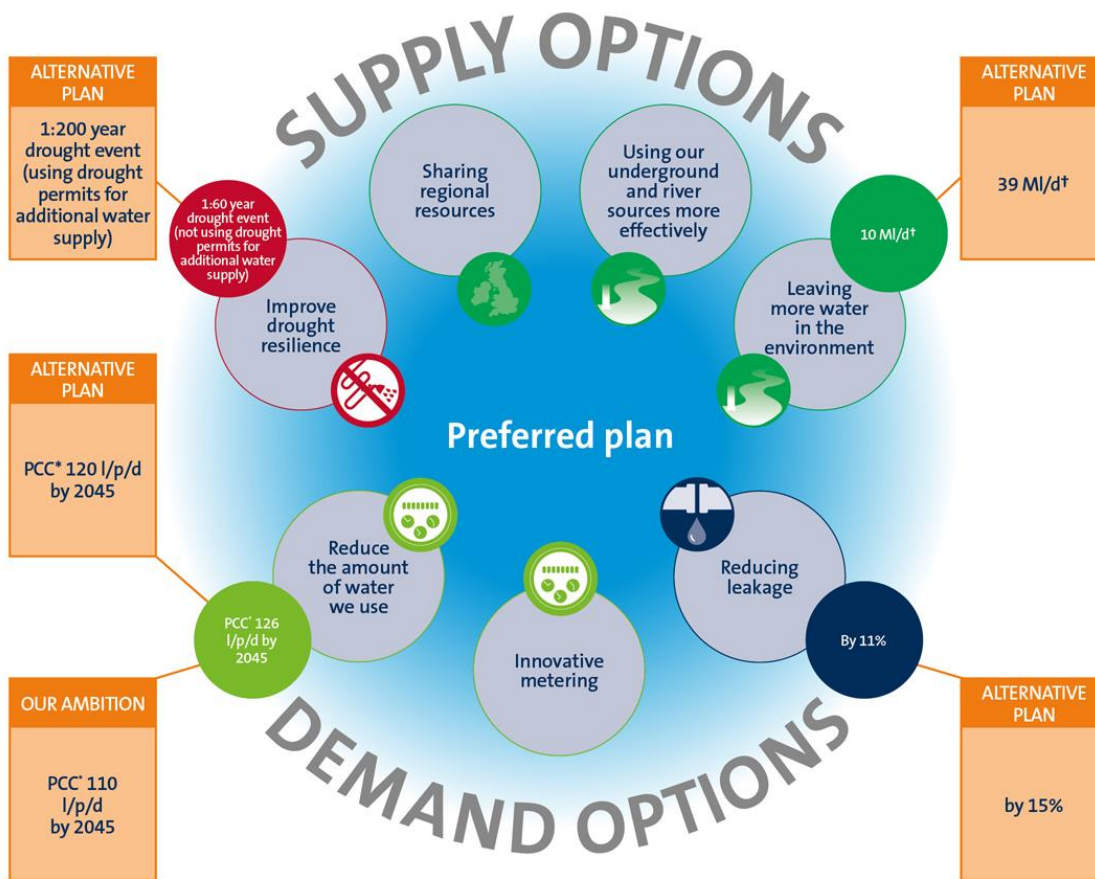 SUPPLY OPTIONS
ALTERNATIVE
PLAN
1:200 year
drought event
(using drought
permits for
additional water
supply)
1:60 year
drought event
(not using drought
permits for
additional water
supply)
Improve
drought
resilience
Sharing
regional
resources
Using our
underground
and river
sources more
effectively
10 Ml/d†
Leaving
more water
in the
environment
ALTERNATIVE
PLAN
39 Ml/d†
Preferred plan
ALTERNATIVE
PLAN
PCC* 120 l/p/d
by 2045
Reduce
the amount
of water
we use
PCC* 126
l/p/d by
2045
OUR AMBITION
PCC* 110
l/p/d
by 2045
Innovative
metering
Reducing
leakage
By 11%
ALTERNATIVE
PLAN
by 15%
DEMAND OPTIONS